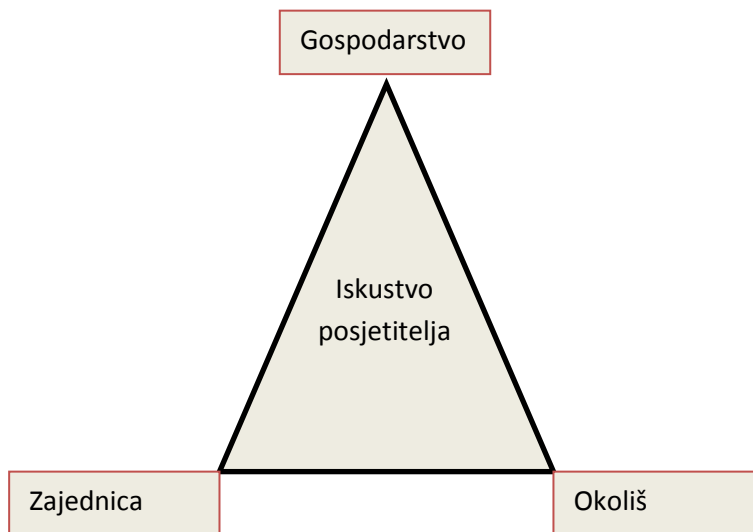 Gospodarstvo
Iskustvo
posjetitelja
Zajednica
Okoliš